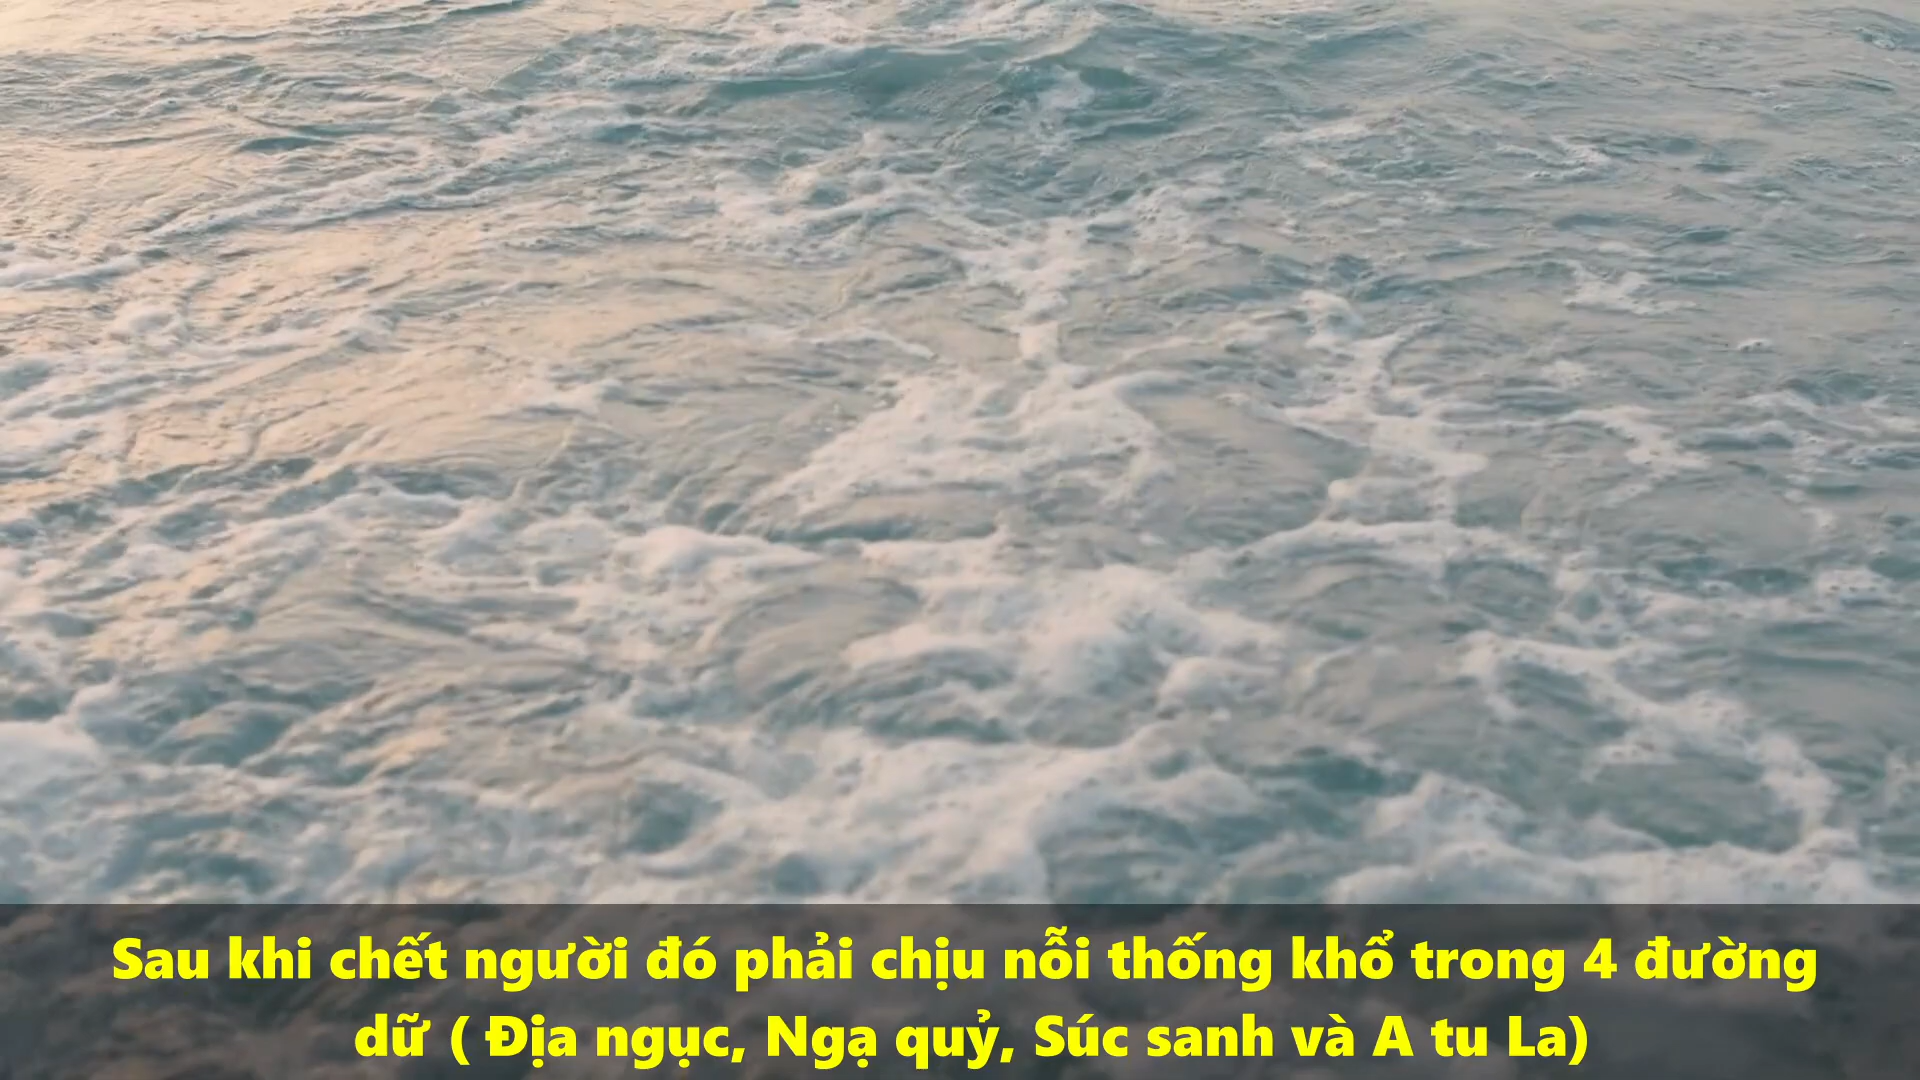 Sau khi chết người đó phải chịu nỗi thống khổ trong 4 đường
dữ ( Địa ngục, Ngạ quỷ, Súc sanh và A tu La)